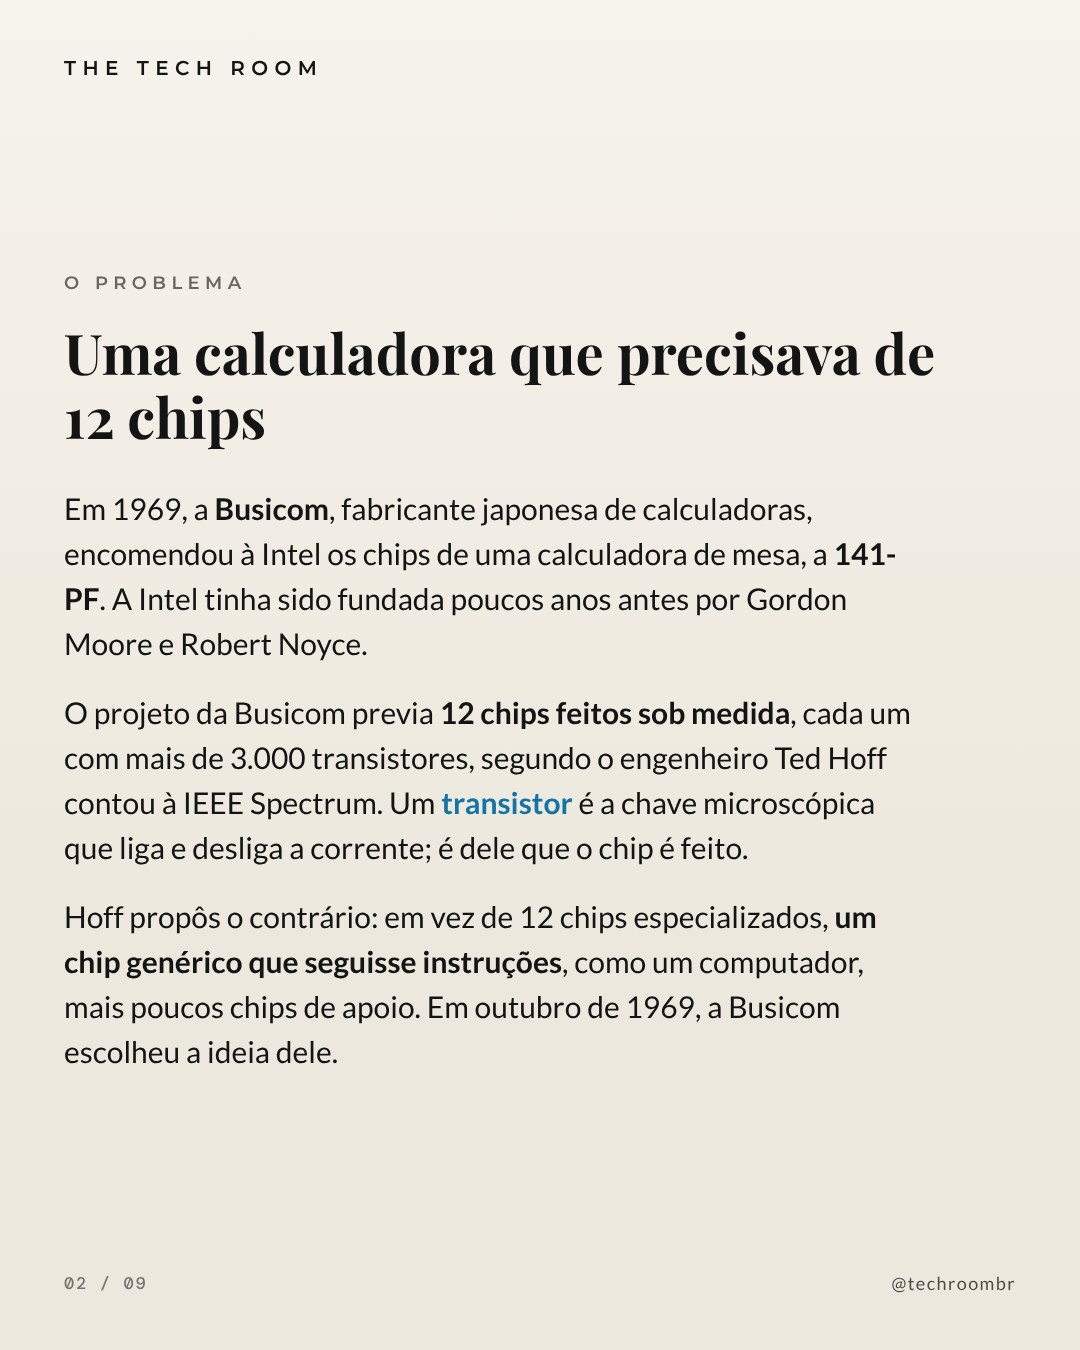 THE TECH ROOM
O PROBLEMA
Uma calculadora que precisava de
12 chips
Em 1969, a Busicom, fabricante japonesa de calculadoras,
encomendou à Intel os chips de uma calculadora de mesa, a 141-
PF. A Intel tinha sido fundada poucos anos antes por Gordon
Moore e Robert Noyce.
O projeto da Busicom previa 12 chips feitos sob medida, cada um
com mais de 3.000 transistores, segundo o engenheiro Ted Hoff
contou à IEEE Spectrum. Um transistor é a chave microscópica
que liga e desliga a corrente; é dele que o chip é feito.
Hoff propôs o contrário: em vez de 12 chips especializados, um
chip genérico que seguisse instruções, como um computador,
mais poucos chips de apoio. Em outubro de 1969, a Busicom
escolheu a ideia dele.
02 / 09
@techroombr